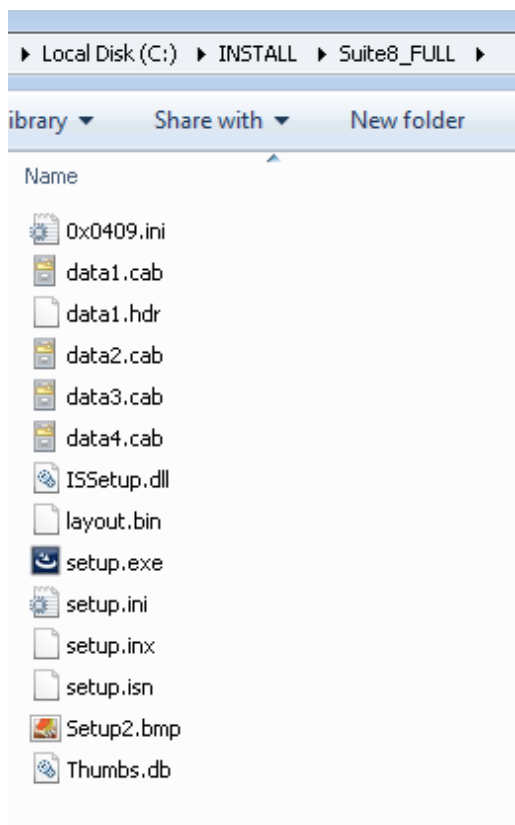 Local Disk (C:) INSTALL Suite8_FULL
ibrary Share with New folder
Name
0x0409.ini
data1.cab
data1.hdr
data2.cab
data3.cab
data4.cab
ISSetup.dll
layout.bin
setup.exe
setup.ini
setup.inx
setup.isn
Setup2.bmp
Thumbs.db